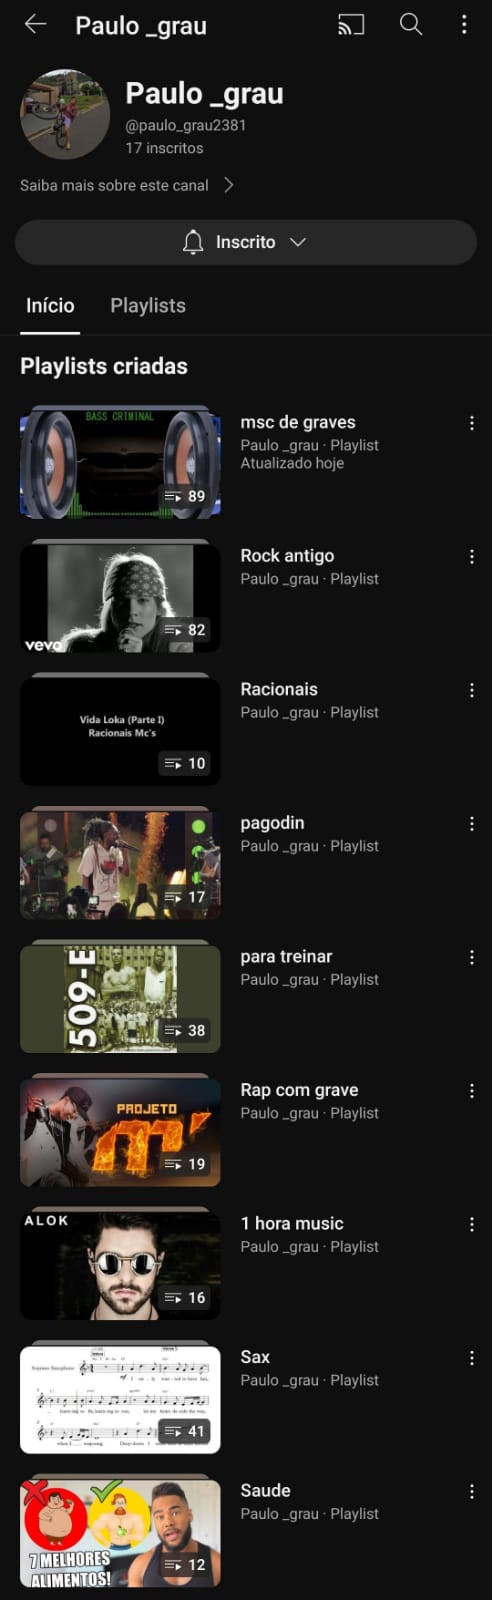 Paulo _grau
Paulo _grau
@paulo_grau2381
17 inscritos
Saiba mais sobre este canal
Inscrito
Início Playlists
Playlists criadas
BASS CRIMINAL
89
msc de graves
Paulo _grau · Playlist
Atualizado hoje
vevo
82
Rock antigo
Paulo _grau · Playlist
Vida Loka (Parte I)
Racionais Mc's
10
Racionais
Paulo _grau · Playlist
17
pagodin
Paulo _grau · Playlist
509-E
38
para treinar
Paulo _grau · Playlist
PROJETO
19
Rap com grave
Paulo _grau · Playlist
ALOK
16
1 hora music
Paulo _grau · Playlist
Soprano Saxophone
41
Sax
Paulo _grau · Playlist
7 MELHORES
ALIMENTOS!
12
Saude
Paulo _grau · Playlist